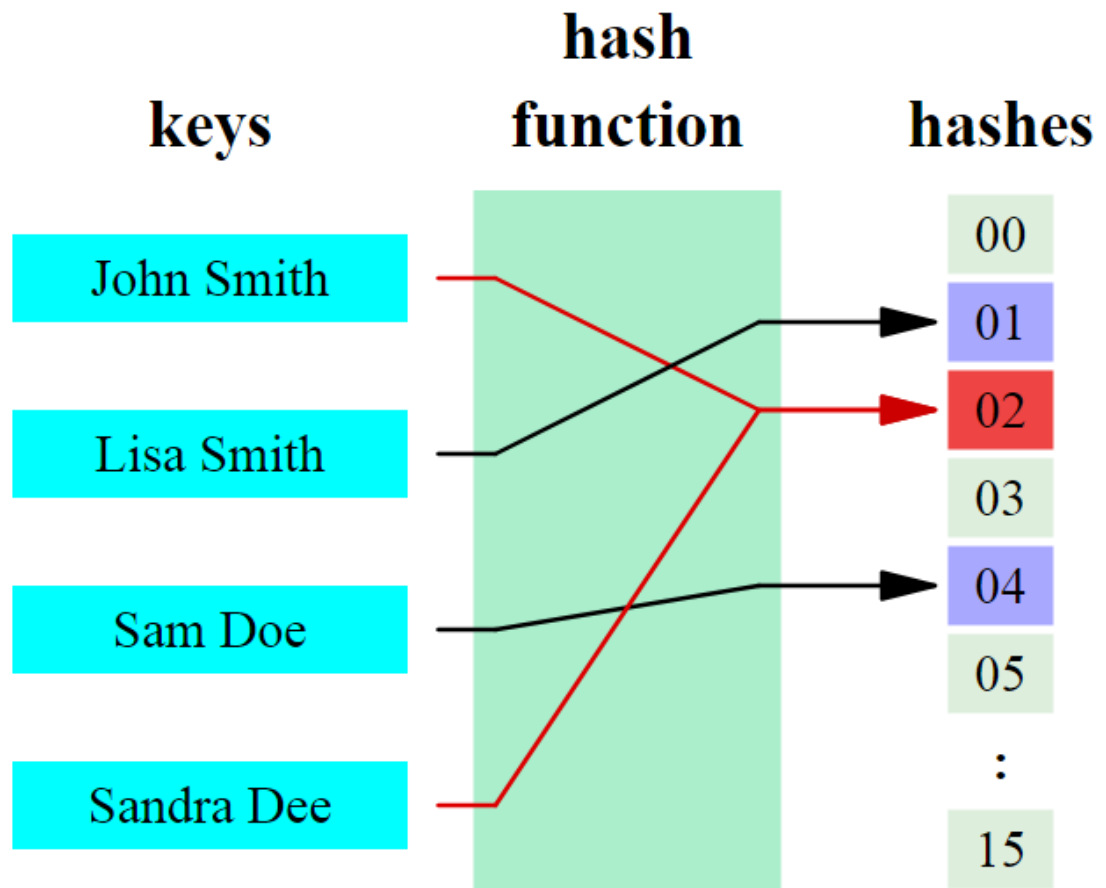 hash
keys function hashes
John Smith
Lisa Smith
Sam Doe
Sandra Dee
00
01
02
03
04
05
:
15